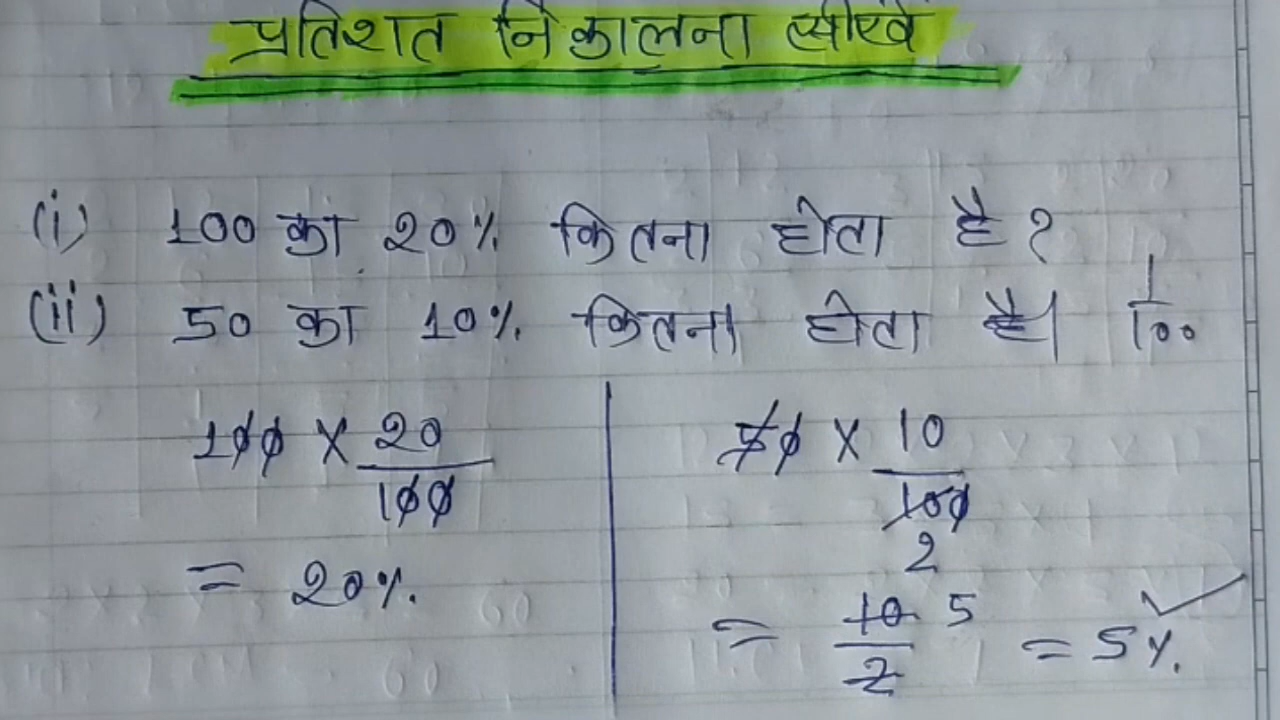 प्रतिशत निकालना सीखें
(i) 100 का 20% कितना होता है?
(ii) 50 का 10% कितना होता है। 1/100
100 × 20/100
= 20%.
50 × 10/100
2
= 10/2 5 = 5%.